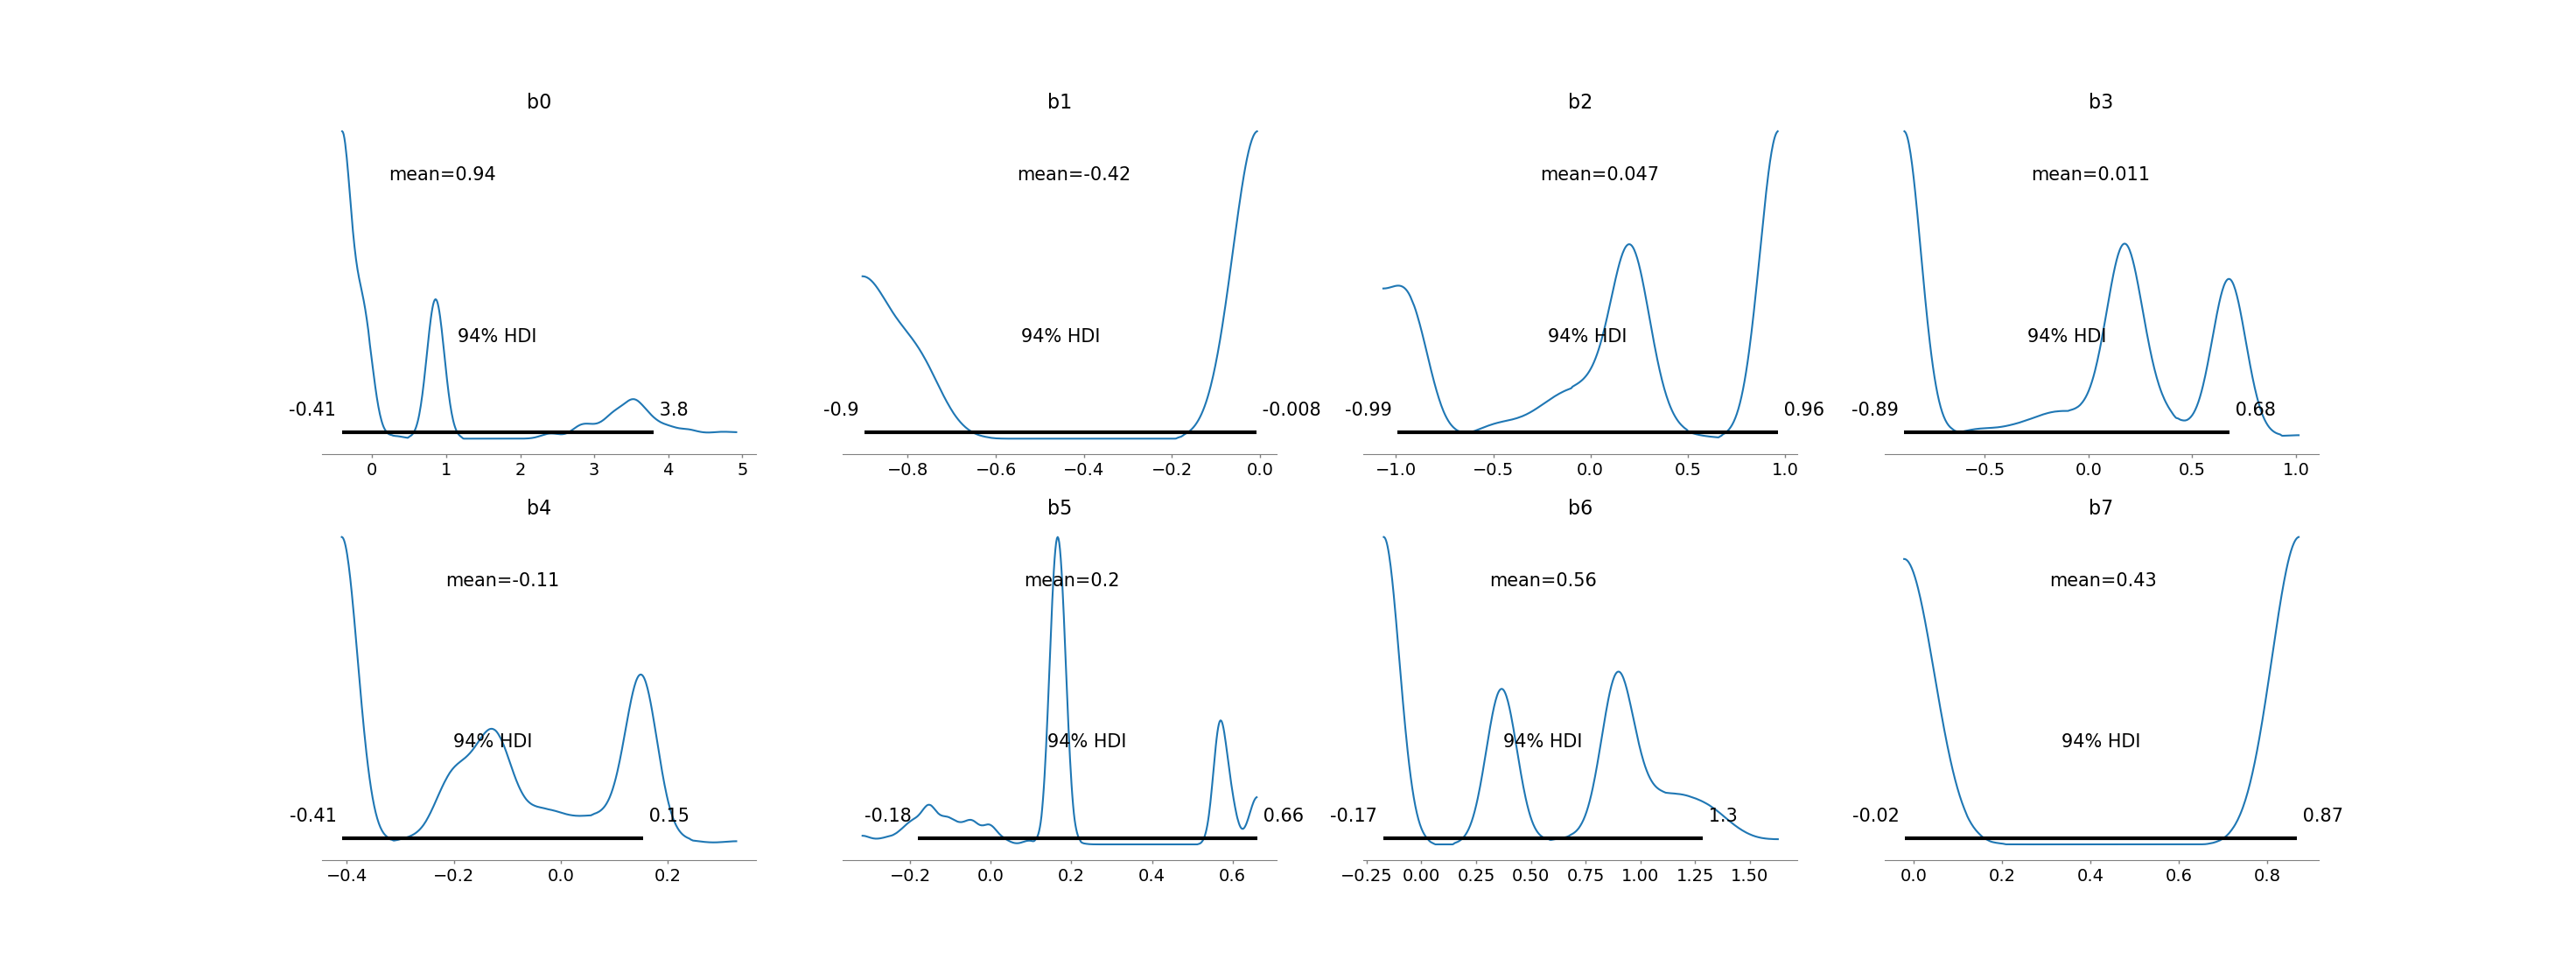 b0 b1 b2 b3
mean=0.94 mean=-0.42 mean=0.047 mean=0.011
94% HDI 94% HDI 94% HDI 94% HDI
-0.41 3.8 -0.9 -0.008 -0.99 0.96 -0.89 0.68
0 1 2 3 4 5 −0.8 −0.6 −0.4 −0.2 0.0 −1.0 −0.5 0.0 0.5 1.0 −0.5 0.0 0.5 1.0
b4 b5 b6 b7
mean=-0.11 mean=0.2 mean=0.56 mean=0.43
94% HDI 94% HDI 94% HDI 94% HDI
-0.41 0.15 -0.18 0.66 -0.17 1.3 -0.02 0.87
−0.4 −0.2 0.0 0.2 −0.2 0.0 0.2 0.4 0.6 −0.25 0.00 0.25 0.50 0.75 1.00 1.25 1.50 0.0 0.2 0.4 0.6 0.8